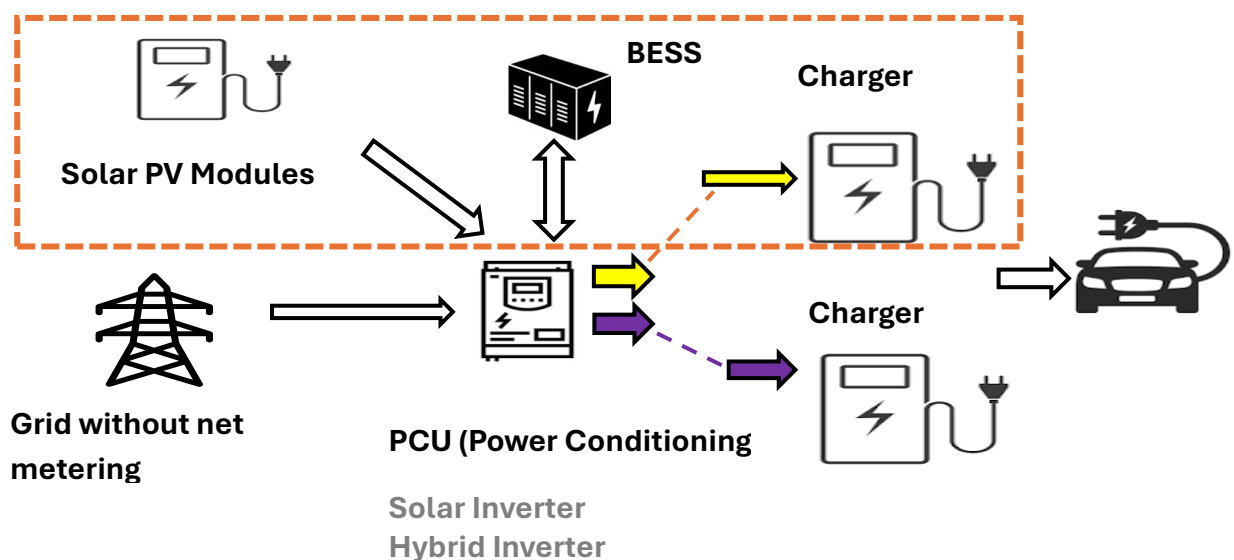 BESS
Charger
Solar PV Modules
Charger
Grid without net
metering
PCU (Power Conditioning
Solar Inverter
Hybrid Inverter